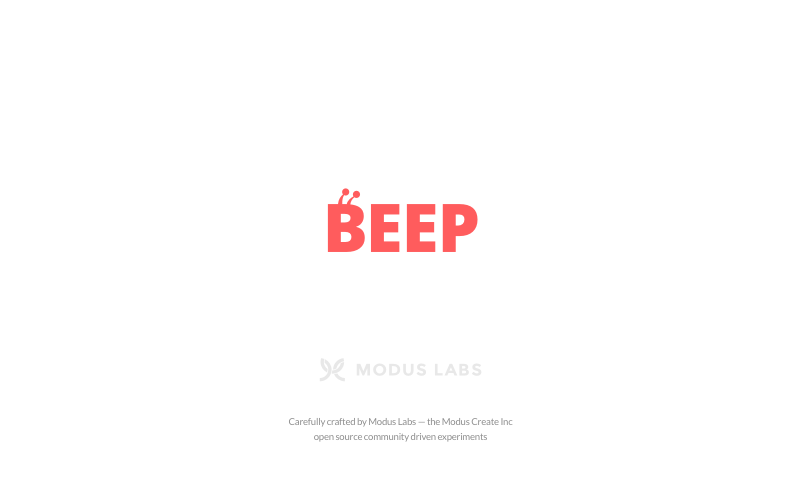 BEEP
MODUS LABS
Carefully crafted by Modus Labs — the Modus Create Inc
open source community driven experiments